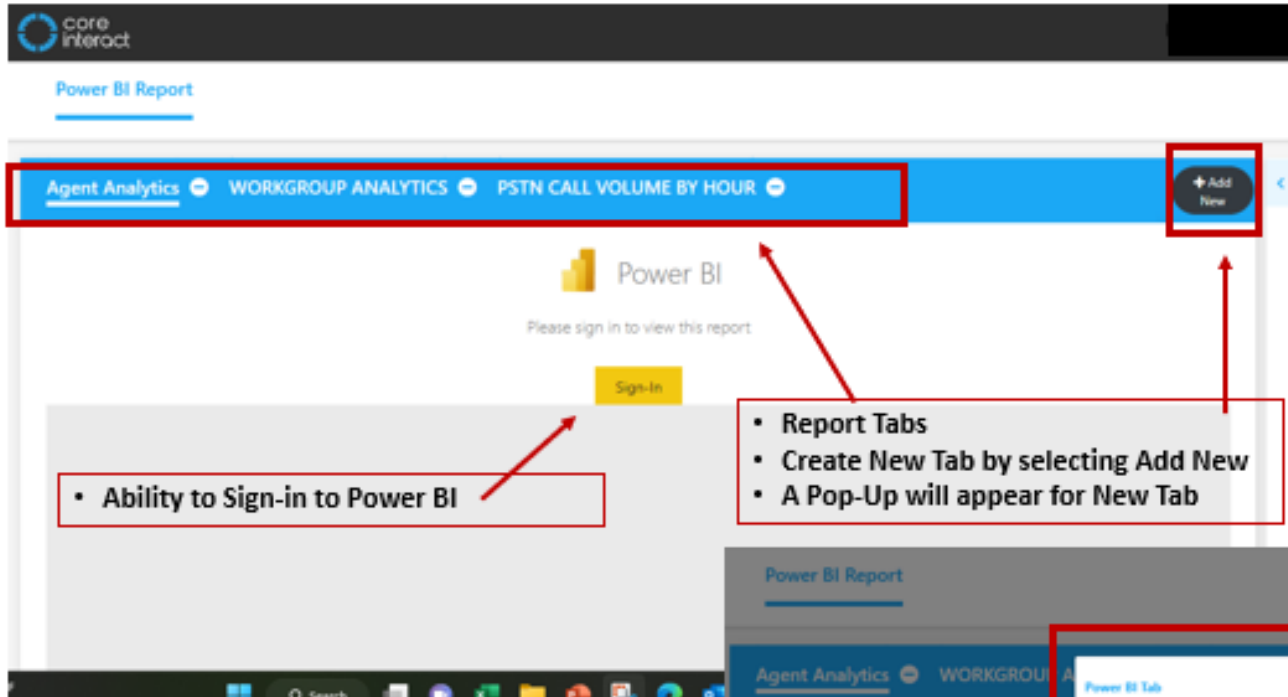 core
interact
Power BI Report
Agent Analytics WORKGROUP ANALYTICS PSTN CALL VOLUME BY HOUR
+ Add
New
Power BI
Please sign in to view this report
Sign-In
• Report Tabs
• Create New Tab by selecting Add New
• A Pop-Up will appear for New Tab
• Ability to Sign-in to Power BI
Power BI Report
Agent Analytics WORKGROUP A
Power BI Tab
Search